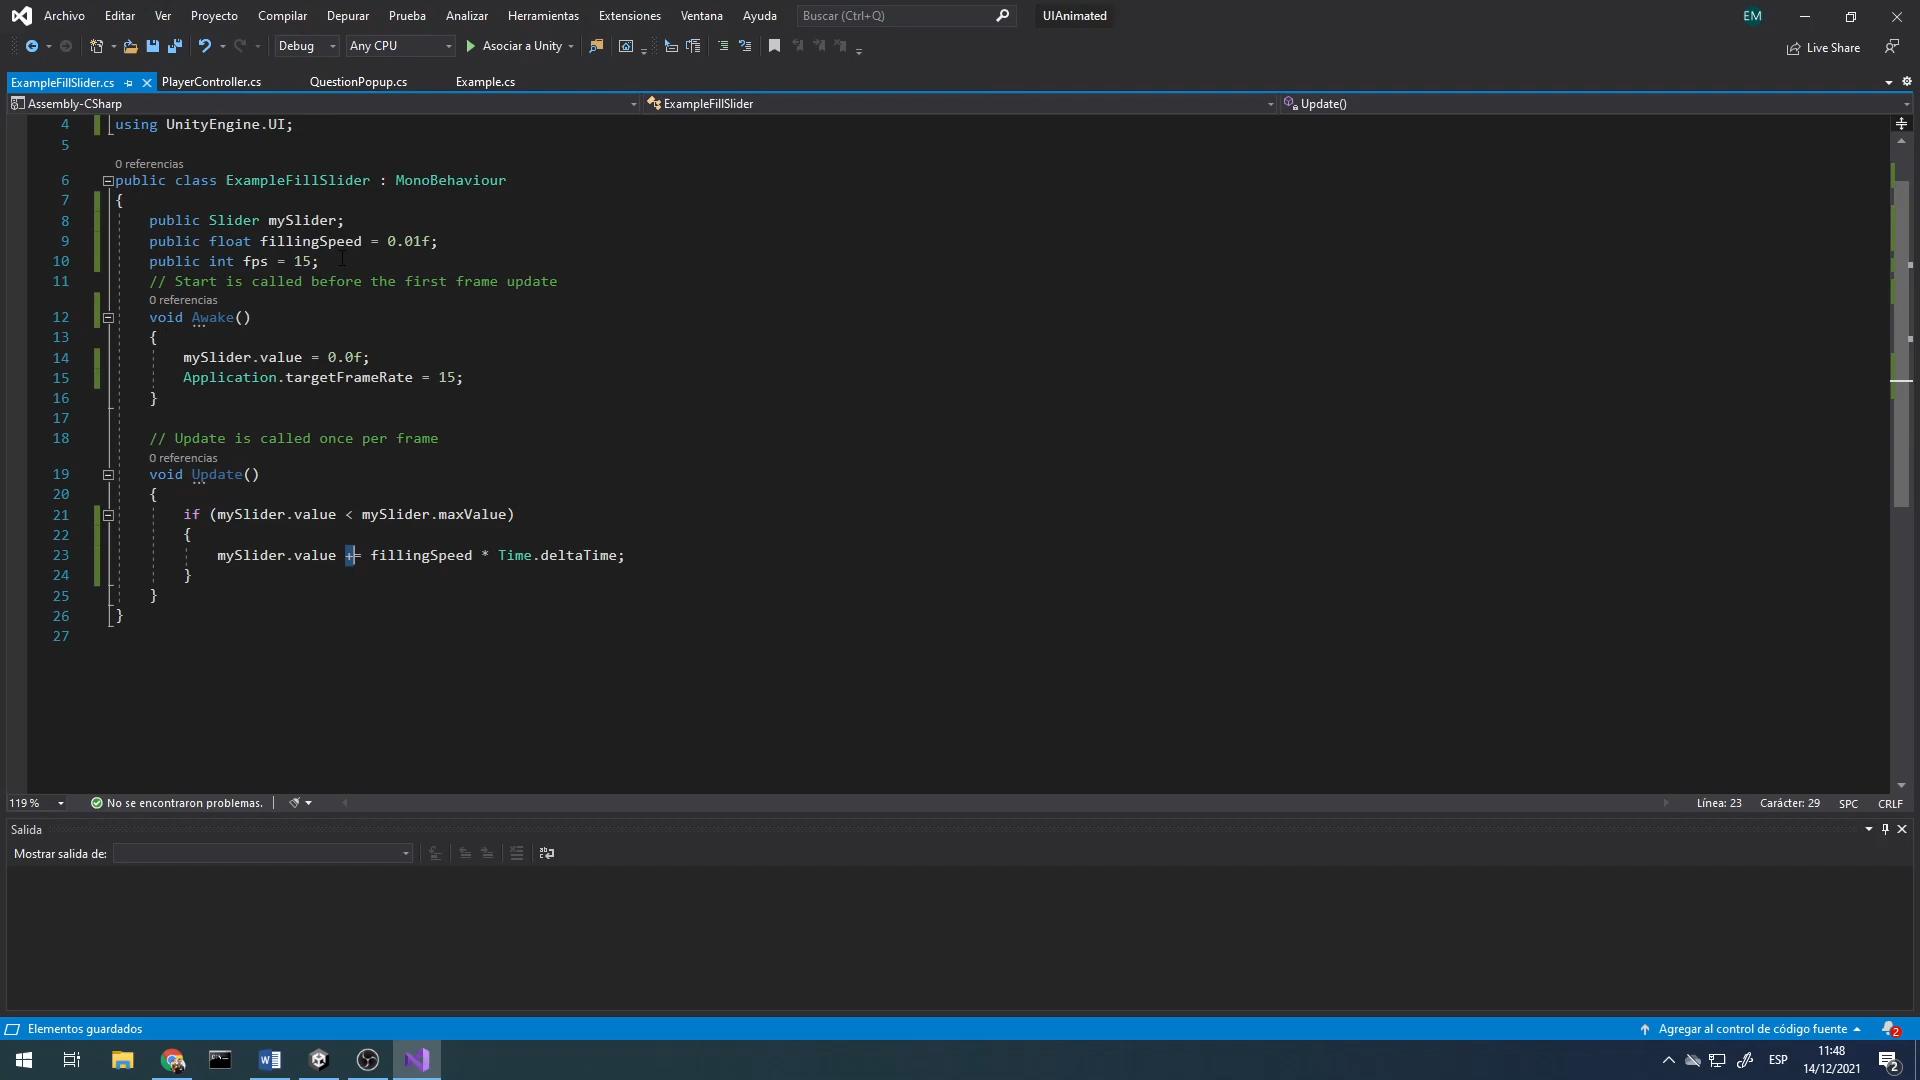 Archivo Editar Ver Proyecto Compilar Depurar Prueba Analizar Herramientas Extensiones Ventana Ayuda Buscar (Ctrl+Q) UIAnimated EM
Debug Any CPU Asociar a Unity Live Share
ExampleFillSlider.cs PlayerController.cs QuestionPopup.cs Example.cs
Assembly-CSharp ExampleFillSlider Update()
4 using UnityEngine.UI;
5
0 referencias
6 public class ExampleFillSlider : MonoBehaviour
7 {
8 public Slider mySlider;
9 public float fillingSpeed = 0.01f;
10 public int fps = 15;
11 // Start is called before the first frame update
0 referencias
12 void Awake()
13 {
14 mySlider.value = 0.0f;
15 Application.targetFrameRate = 15;
16 }
17
18 // Update is called once per frame
0 referencias
19 void Update()
20 {
21 if (mySlider.value < mySlider.maxValue)
22 {
23 mySlider.value += fillingSpeed * Time.deltaTime;
24 }
25 }
26 }
27
119 % No se encontraron problemas. Línea: 23 Carácter: 29 SPC CRLF
Salida
Mostrar salida de:
Elementos guardados Agregar al control de código fuente 2
ESP 11:48
14/12/2021 2